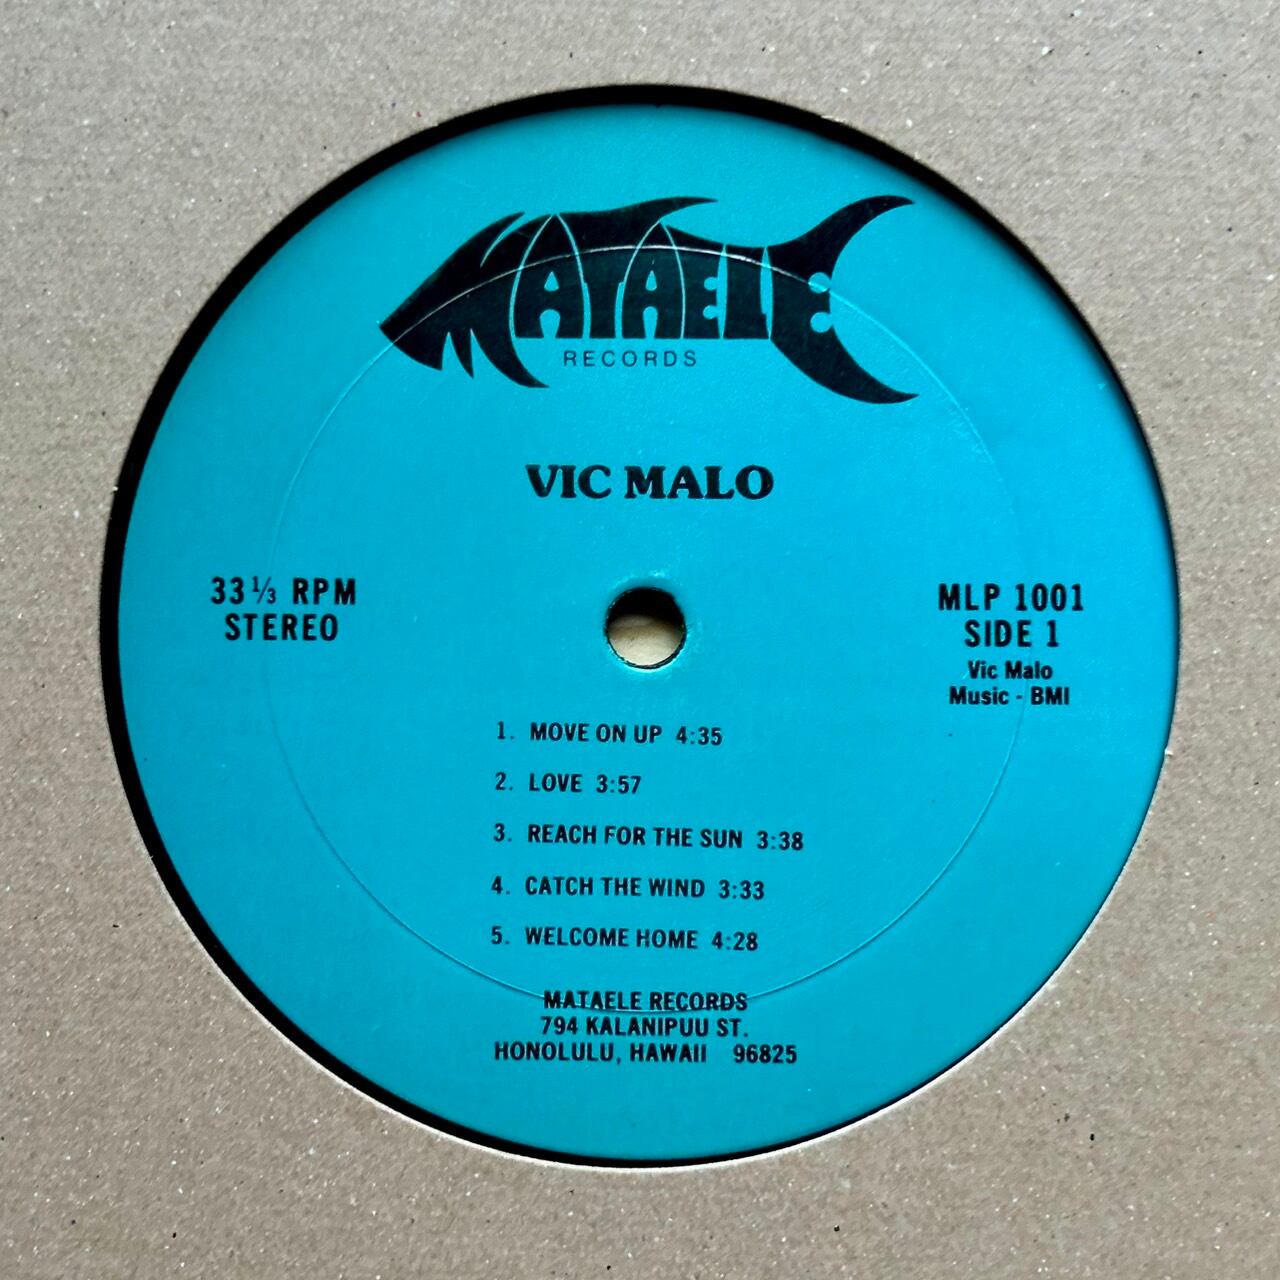 MATAELE
RECORDS
VIC MALO
33 ⅓ RPM
STEREO
MLP 1001
SIDE 1
Vic Malo
Music - BMI
1. MOVE ON UP 4:35
2. LOVE 3:57
3. REACH FOR THE SUN 3:38
4. CATCH THE WIND 3:33
5. WELCOME HOME 4:28
MATAELE RECORDS
794 KALANIPUU ST.
HONOLULU, HAWAII 96825